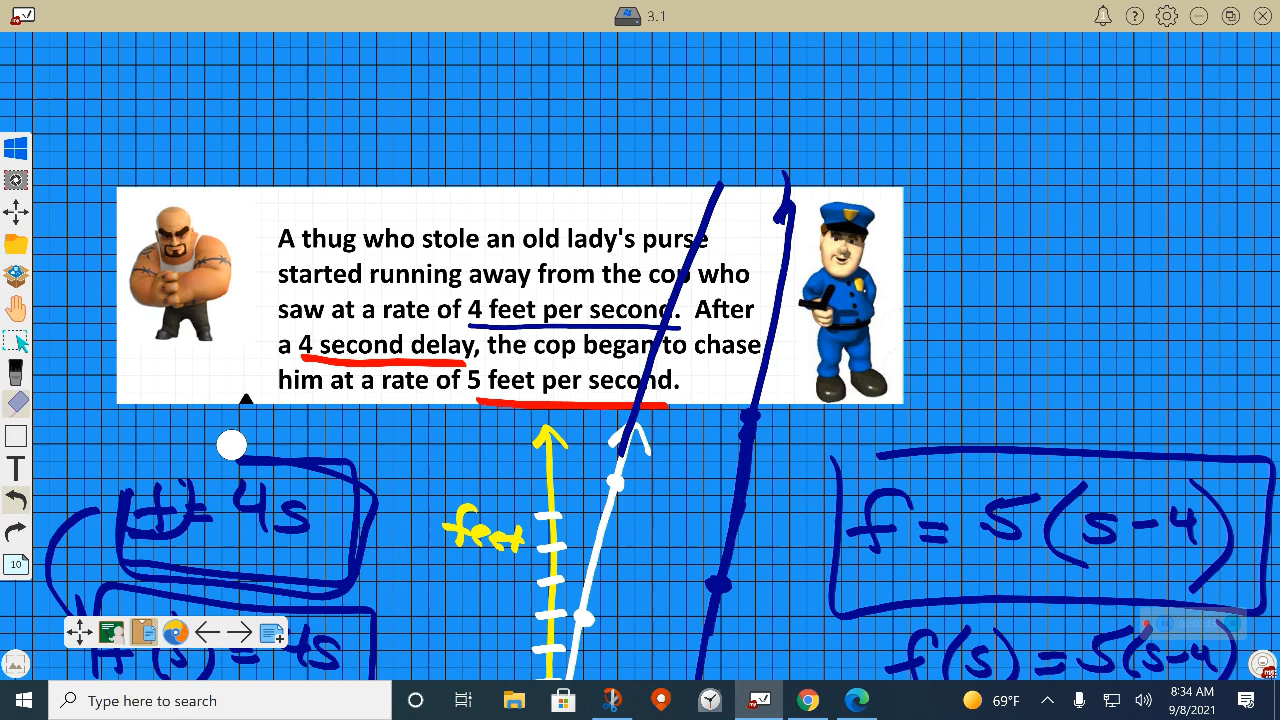 3.1
A thug who stole an old lady's purse
started running away from the cop who
saw at a rate of 4 feet per second. After
a 4 second delay, the cop began to chase
him at a rate of 5 feet per second.
f = 4s
feet
f = 5(s-4)
f(s) = 4s
f(s) = 5(s-4)
T
10
Type here to search
69°F
8:34 AM
9/8/2021